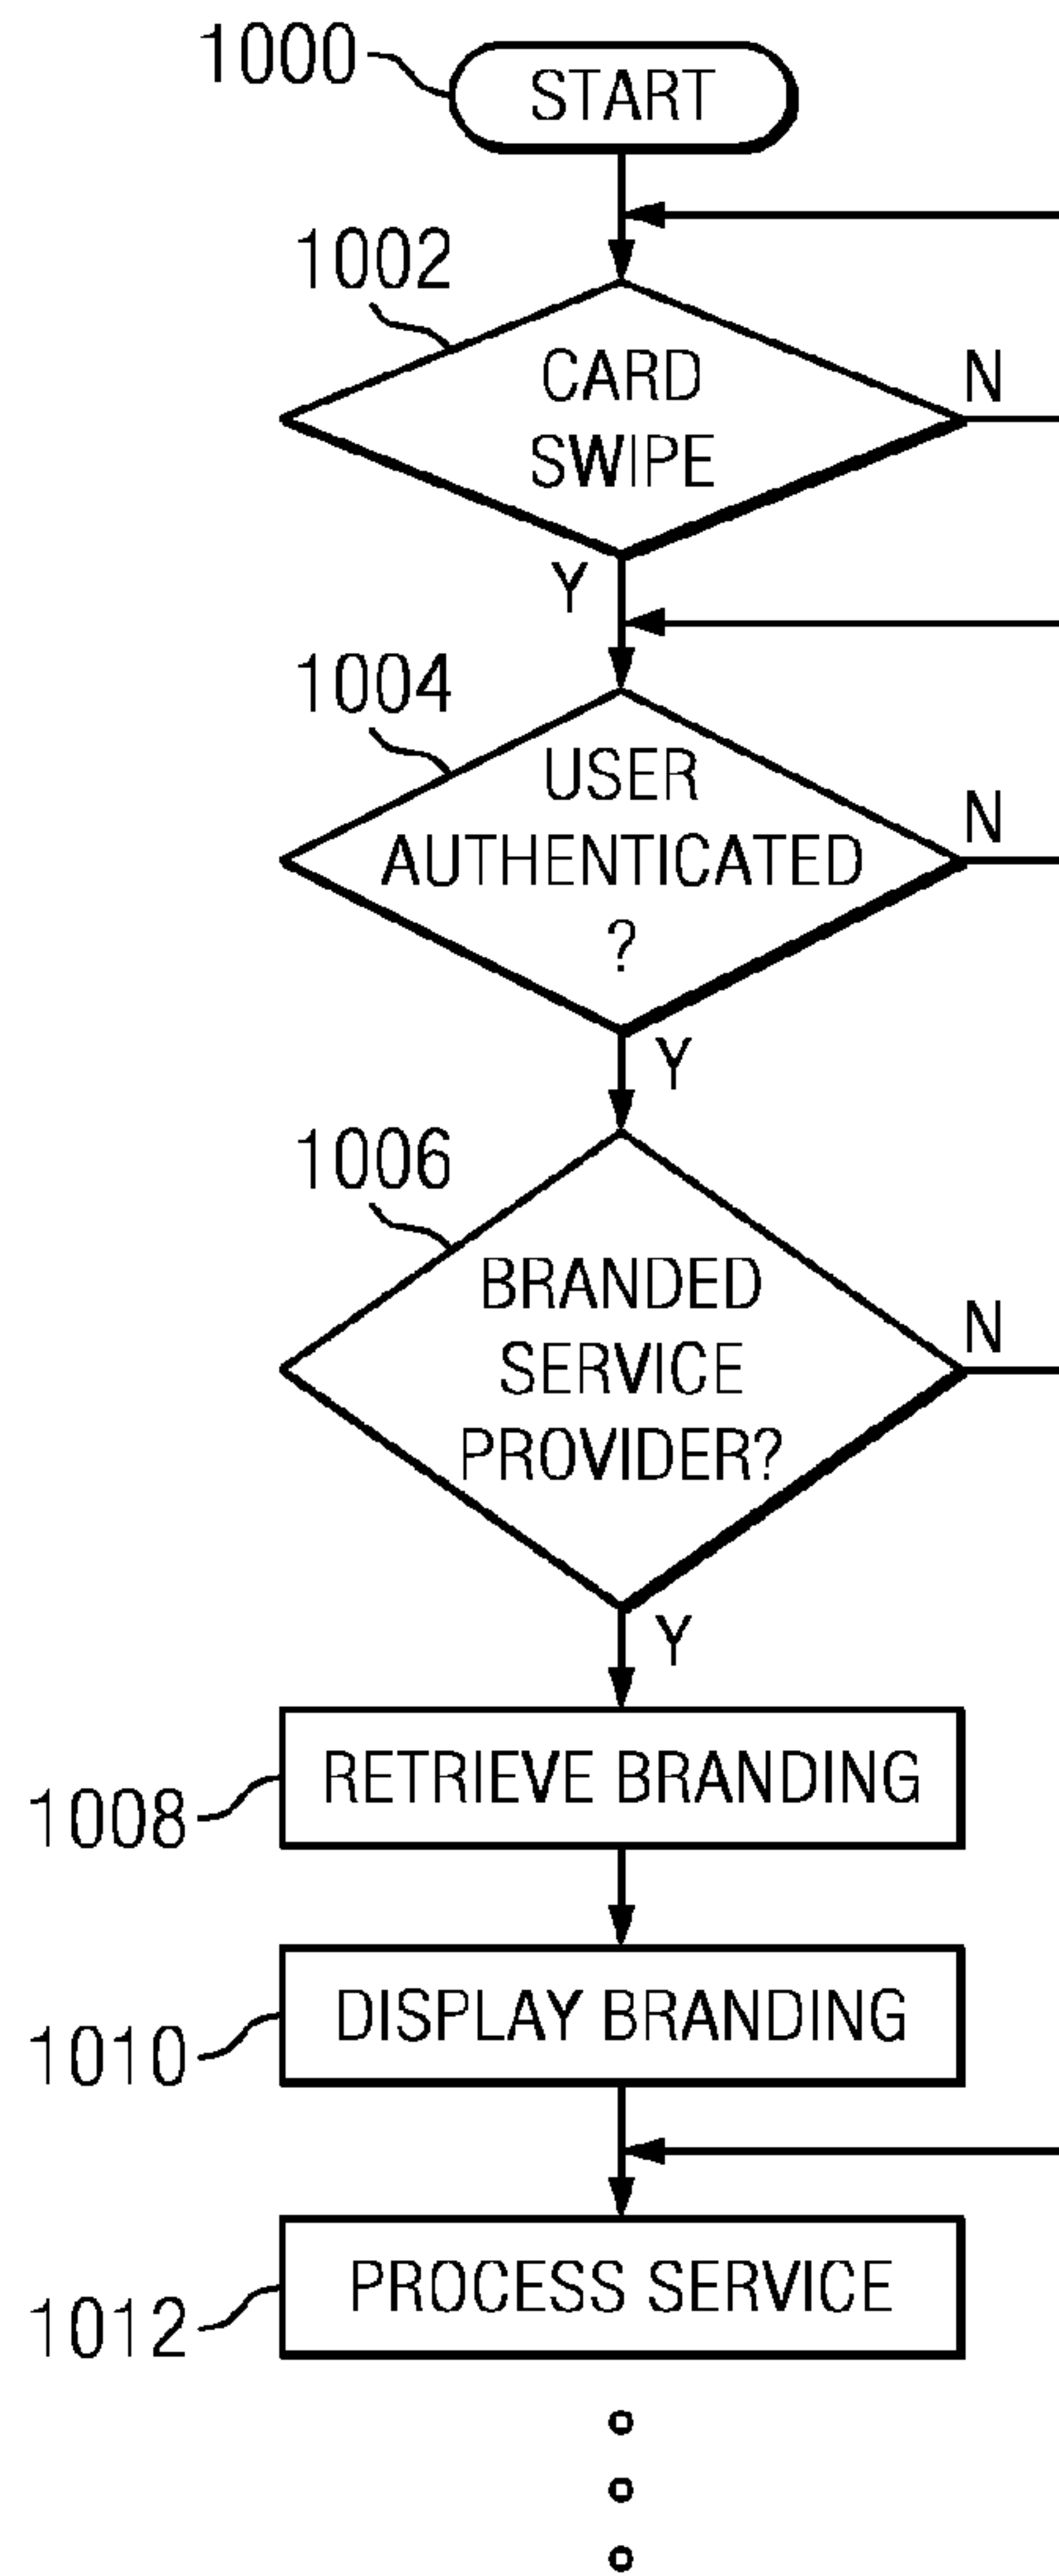 1000
START
1002
CARD
SWIPE
N
Y
1004
USER
AUTHENTICATED
?
N
Y
1006
BRANDED
SERVICE
PROVIDER?
N
Y
RETRIEVE BRANDING
1008
DISPLAY BRANDING
1010
PROCESS SERVICE
1012